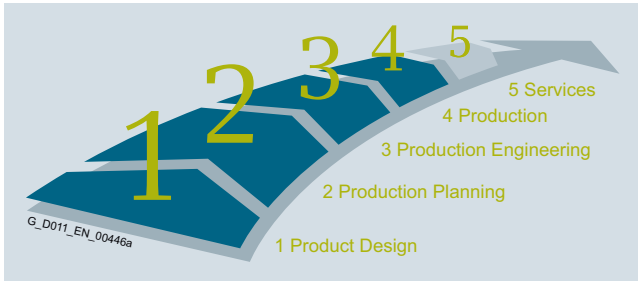 1
2
3
4
5
5 Services
4 Production
3 Production Engineering
2 Production Planning
1 Product Design
G_D011_EN_00446a